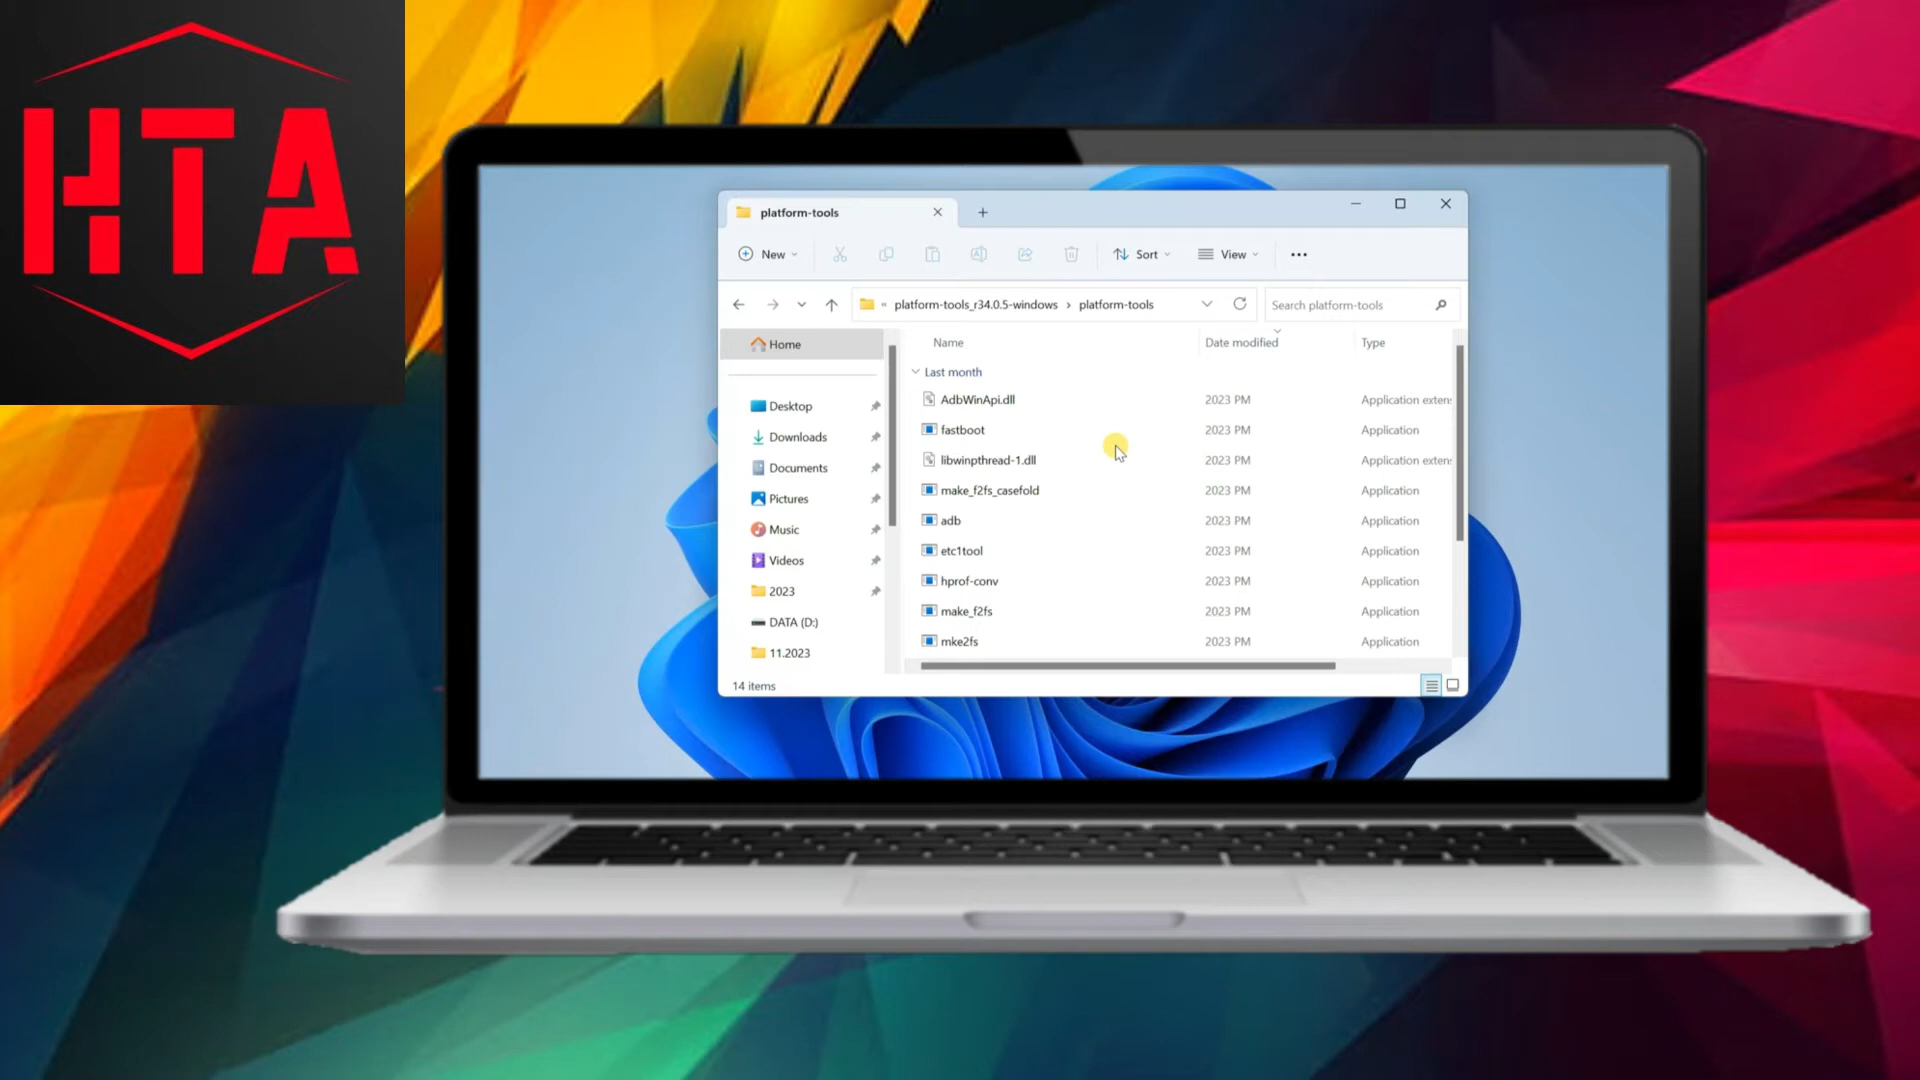 HTA
platform-tools
New
Sort
View
platform-tools_r34.0.5-windows > platform-tools
Search platform-tools
Home
Desktop
Downloads
Documents
Pictures
Music
Videos
2023
DATA (D:)
11.2023
Name Date modified Type
Last month
AdbWinApi.dll 2023 PM Application exten
fastboot 2023 PM Application
libwinpthread-1.dll 2023 PM Application exten
make_f2fs_casefold 2023 PM Application
adb 2023 PM Application
etc1tool 2023 PM Application
hprof-conv 2023 PM Application
make_f2fs 2023 PM Application
mke2fs 2023 PM Application
14 items